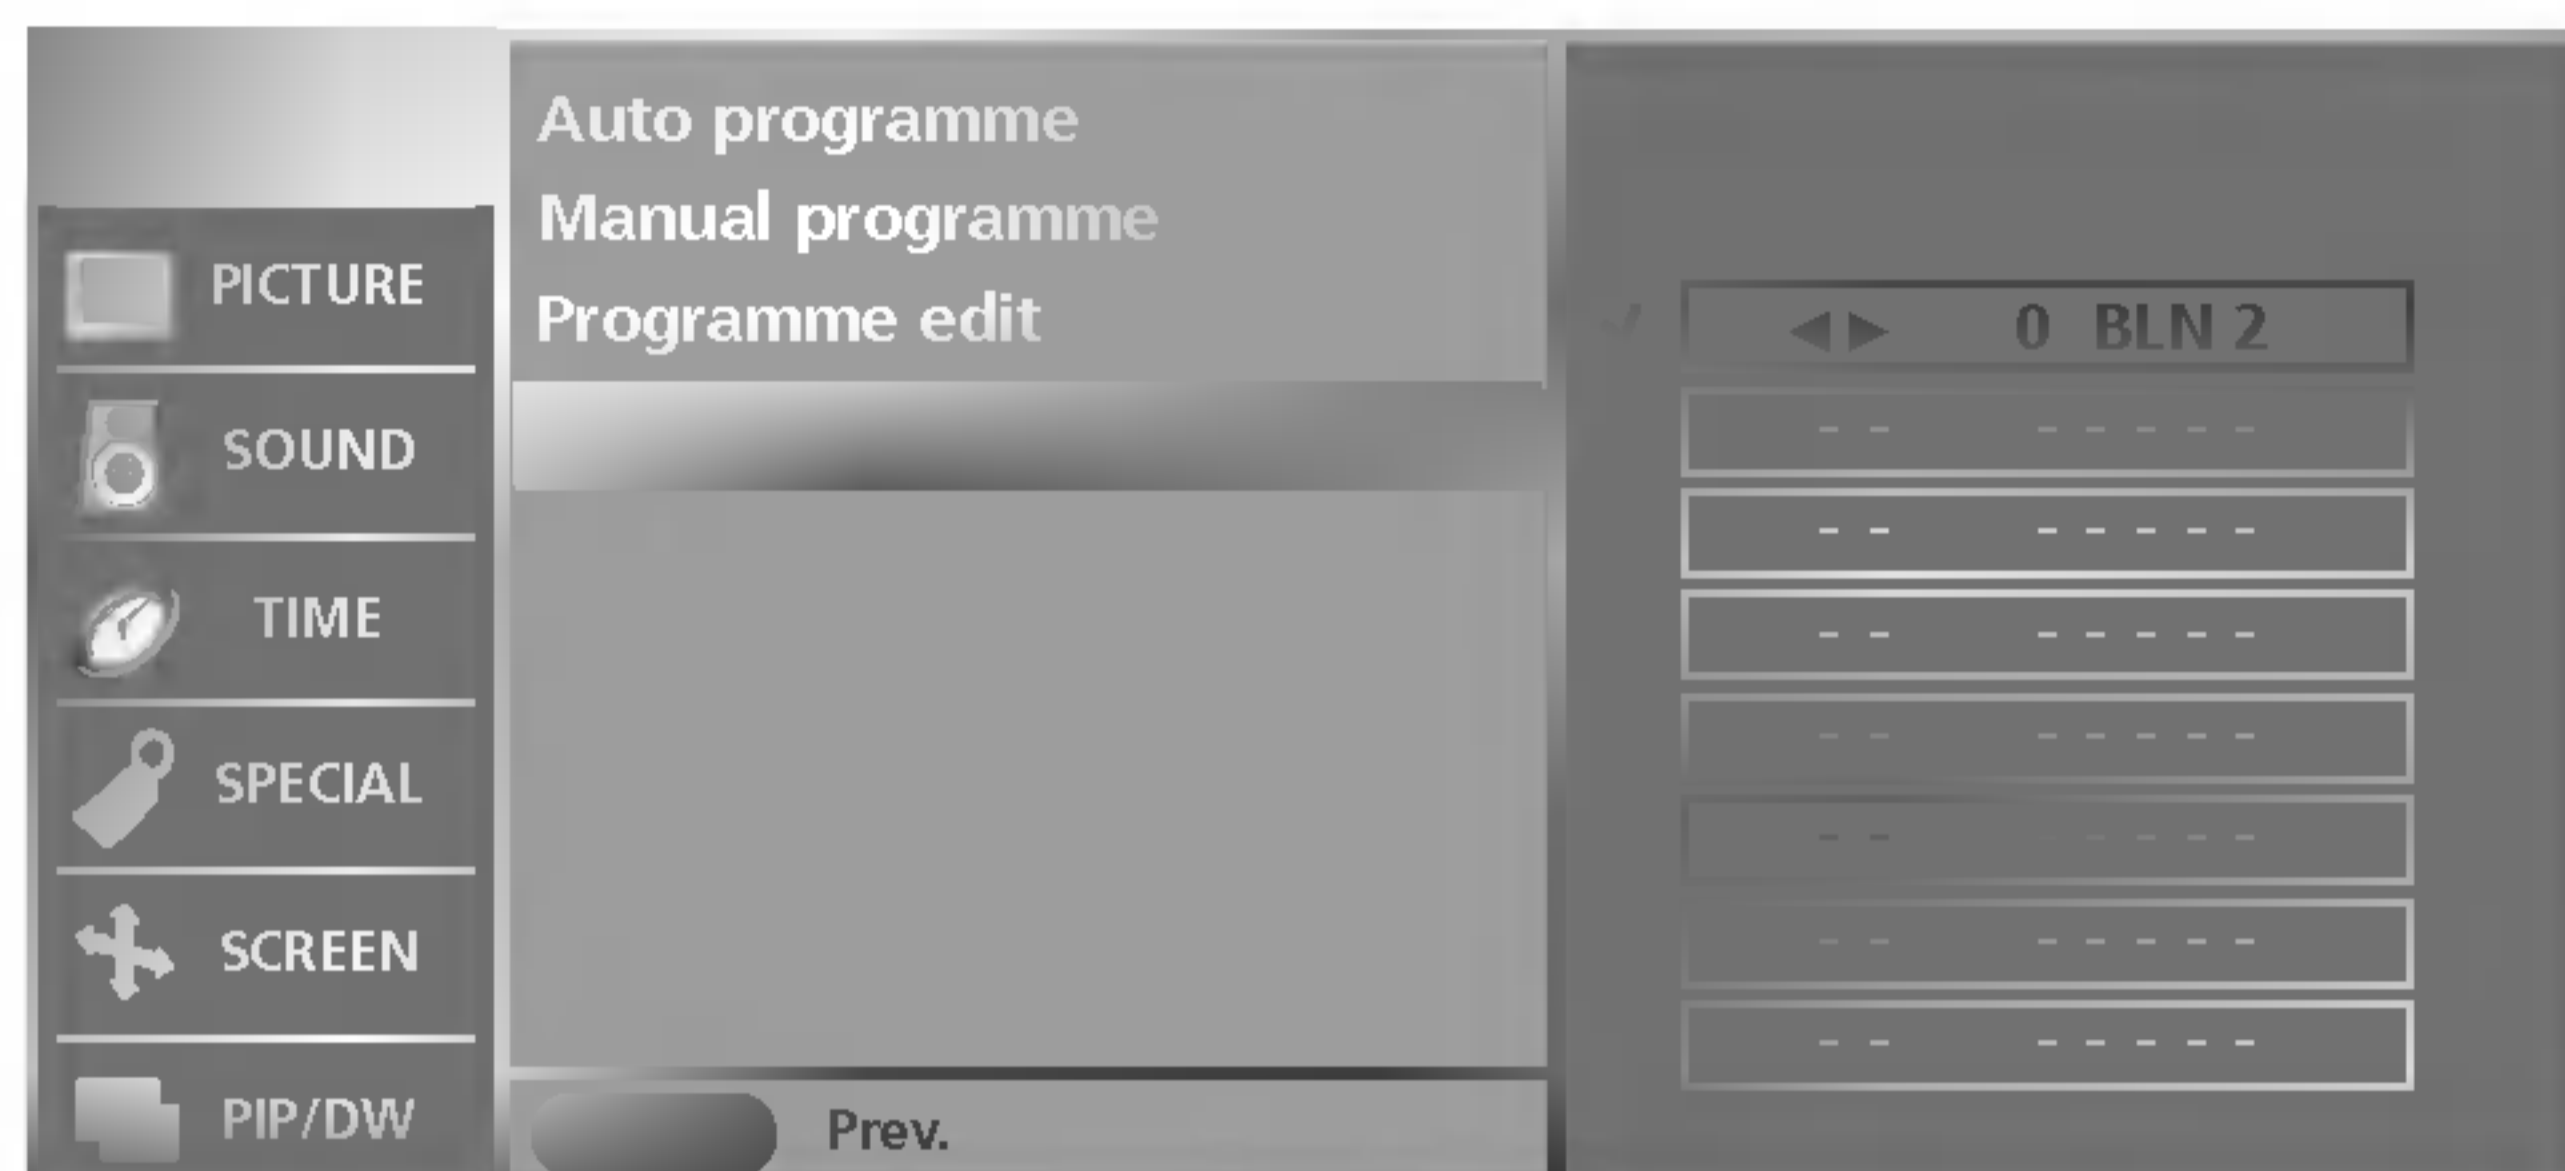 Auto programme
Manual programme
Programme edit
PICTURE
SOUND
TIME
SPECIAL
SCREEN
PIP/DW
Prev.
◀▶ 0 BLN 2
-- -----
-- -----
-- -----
-- -----
-- -----
-- -----
-- -----